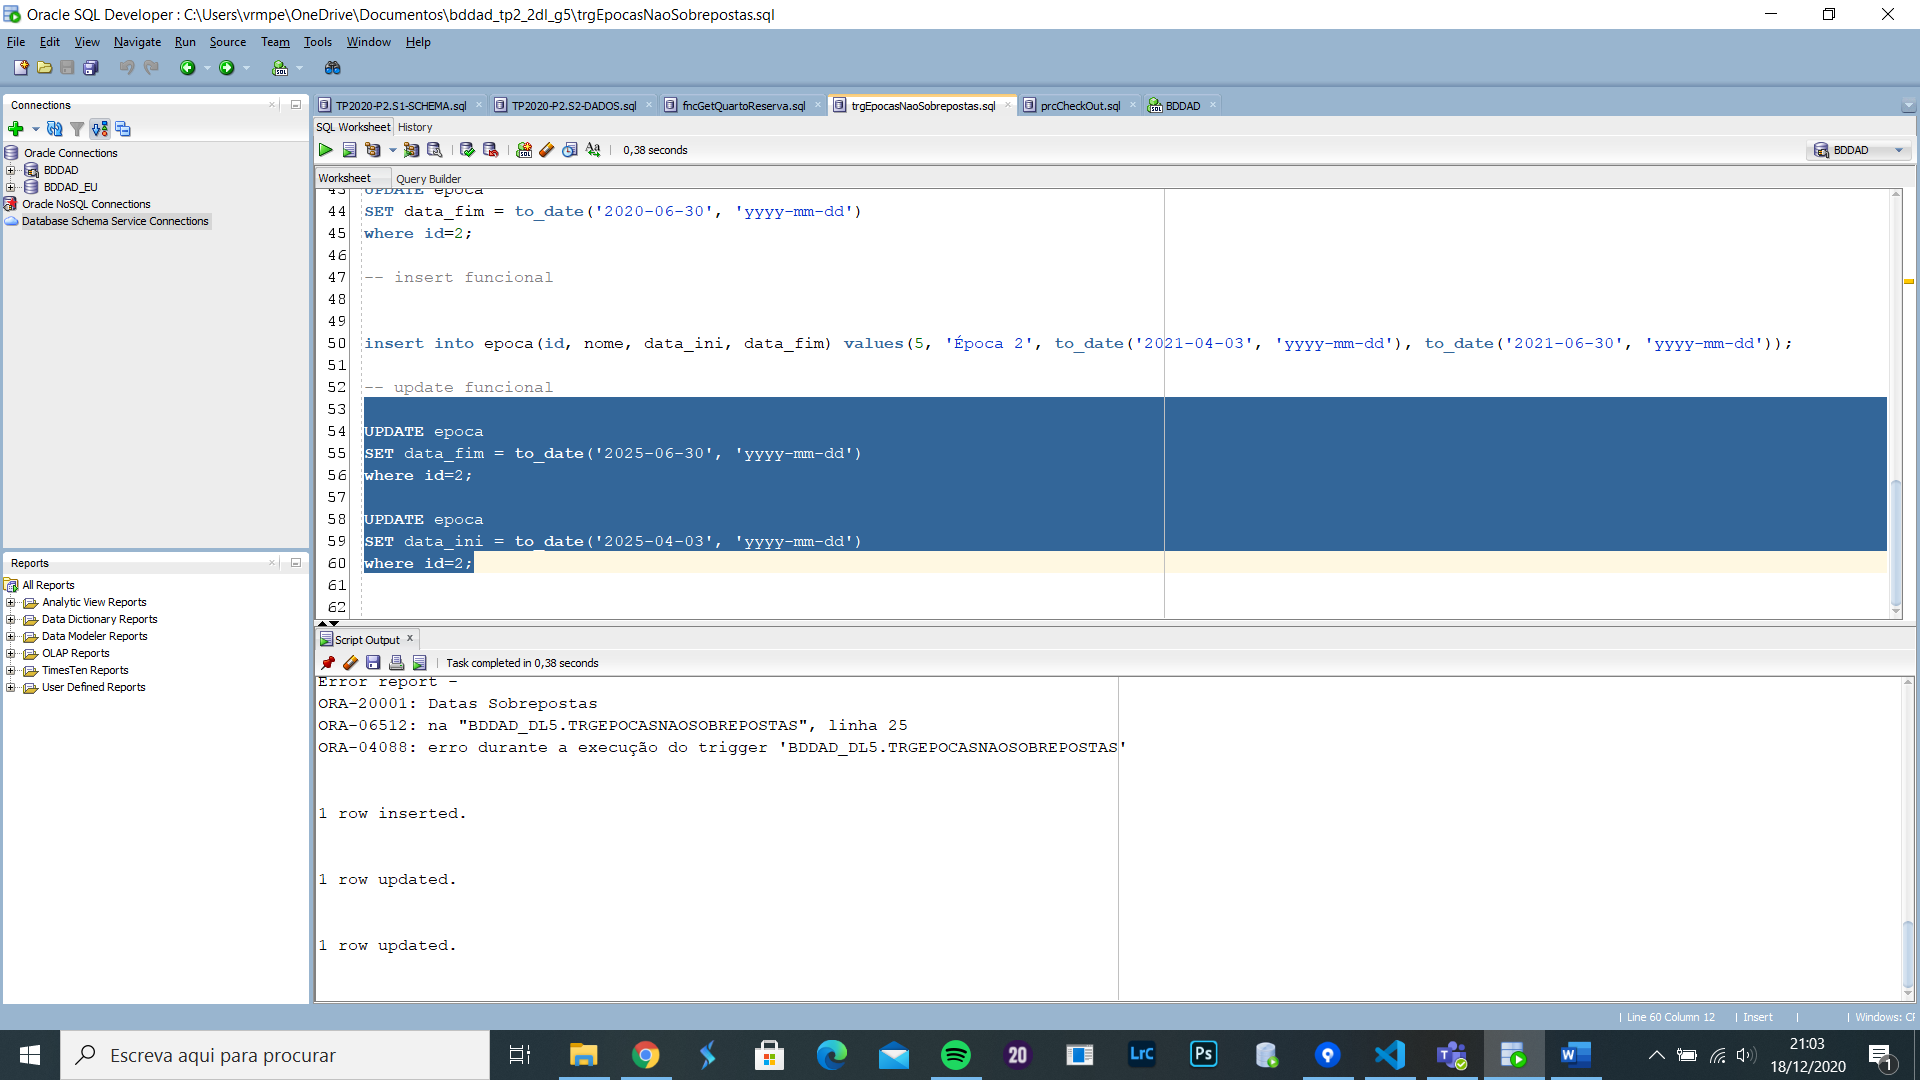 Oracle SQL Developer : C:\Users\vrmpe\OneDrive\Documentos\bddad_tp2_2dl_g5\trgEpocasNaoSobrepostas.sql
File Edit View Navigate Run Source Team Tools Window Help
Connections
Oracle Connections
BDDAD
BDDAD_EU
Oracle NoSQL Connections
Database Schema Service Connections
Reports
All Reports
Analytic View Reports
Data Dictionary Reports
Data Modeler Reports
OLAP Reports
TimesTen Reports
User Defined Reports
TP2020-P2.S1-SCHEMA.sql TP2020-P2.S2-DADOS.sql fncGetQuartoReserva.sql trgEpocasNaoSobrepostas.sql prcCheckOut.sql BDDAD
SQL Worksheet History
0,38 seconds
BDDAD
Worksheet Query Builder
43 UPDATE epoca
44 SET data_fim = to_date('2020-06-30', 'yyyy-mm-dd')
45 where id=2;
46
47 -- insert funcional
48
49
50 insert into epoca(id, nome, data_ini, data_fim) values(5, 'Época 2', to_date('2021-04-03', 'yyyy-mm-dd'), to_date('2021-06-30', 'yyyy-mm-dd'));
51
52 -- update funcional
53
54 UPDATE epoca
55 SET data_fim = to_date('2025-06-30', 'yyyy-mm-dd')
56 where id=2;
57
58 UPDATE epoca
59 SET data_ini = to_date('2025-04-03', 'yyyy-mm-dd')
60 where id=2;
61
62
Script Output
Task completed in 0,38 seconds
Error report -
ORA-20001: Datas Sobrepostas
ORA-06512: na "BDDAD_DL5.TRGEPOCASNAOSOBREPOSTAS", linha 25
ORA-04088: erro durante a execução do trigger 'BDDAD_DL5.TRGEPOCASNAOSOBREPOSTAS'
1 row inserted.
1 row updated.
1 row updated.
Line 60 Column 12 Insert Windows: CF
Escreva aqui para procurar
20
LrC
Ps
21:03
18/12/2020
1